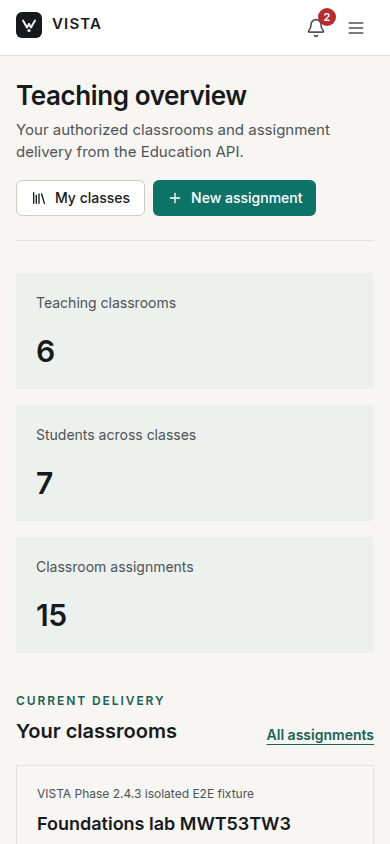 VISTA
2
Teaching overview
Your authorized classrooms and assignment
delivery from the Education API.
My classes
New assignment
Teaching classrooms
6
Students across classes
7
Classroom assignments
15
CURRENT DELIVERY
Your classrooms
All assignments
VISTA Phase 2.4.3 isolated E2E fixture
Foundations lab MWT53TW3